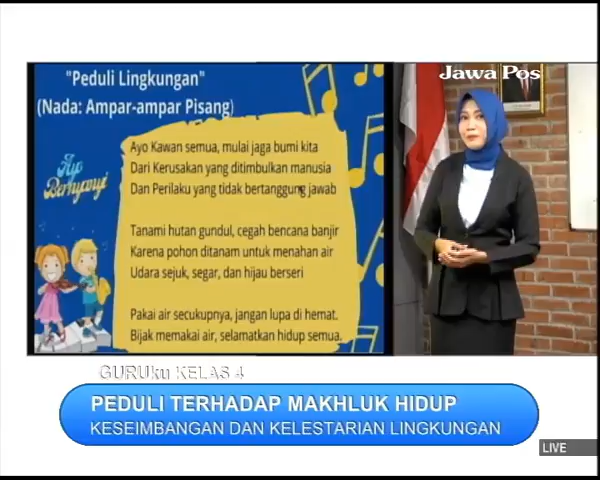 "Peduli Lingkungan"
(Nada: Ampar-ampar Pisang)
Ayo
Bernyanyi
Ayo Kawan semua, mulai jaga bumi kita
Dari Kerusakan yang ditimbulkan manusia
Dan Perilaku yang tidak bertanggung jawab
Tanami hutan gundul, cegah bencana banjir
Karena pohon ditanam untuk menahan air
Udara sejuk, segar, dan hijau berseri
Pakai air secukupnya, jangan lupa di hemat.
Bijak memakai air, selamatkan hidup semua.
Jawa Pos
GURUku KELAS 4
PEDULI TERHADAP MAKHLUK HIDUP
KESEIMBANGAN DAN KELESTARIAN LINGKUNGAN
LIVE